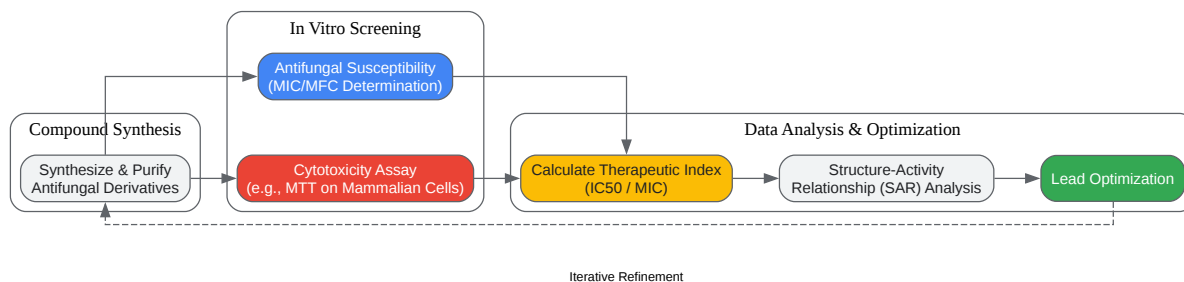 In Vitro Screening
Antifungal Susceptibility
(MIC/MFC Determination)
Compound Synthesis
Synthesize & Purify
Antifungal Derivatives
Cytotoxicity Assay
(e.g., MTT on Mammalian Cells)
Data Analysis & Optimization
Calculate Therapeutic Index
(IC50 / MIC)
Structure-Activity
Relationship (SAR) Analysis
Lead Optimization
Iterative Refinement